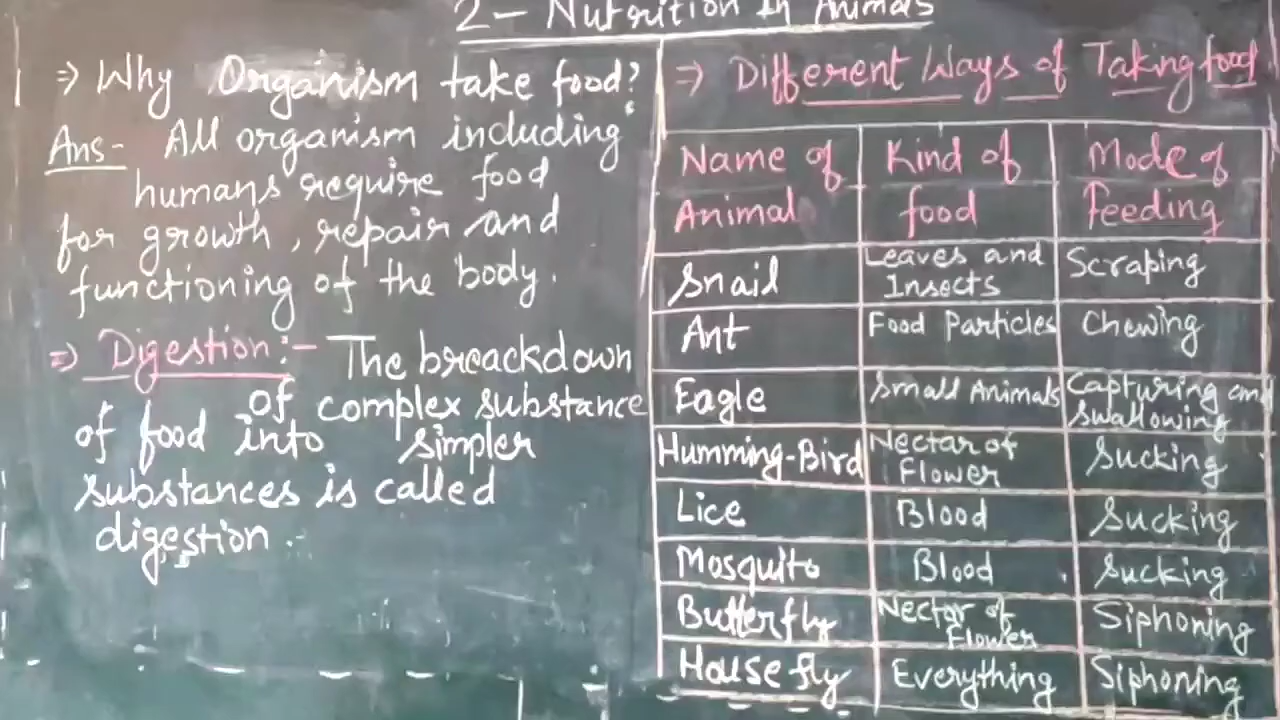 2 - Nutrition In Animals
⇒ Why Organism take food?
Ans- All organism including
humans require food
for growth, repair and
functioning of the body.
⇒ Digestion:- The breackdown
of complex substance
of food into simpler
substances is called
digestion.
⇒ Different Ways of Taking food
Name of Animal Kind of food Mode of Feeding
Snail Leaves and Insects Scraping
Ant Food Particles Chewing
Eagle Small Animals Capturing and Swallowing
Humming-Bird Nectar of Flower Sucking
Lice Blood Sucking
Mosquito Blood Sucking
Butterfly Nectar of Flower Siphoning
House fly Everything Siphoning